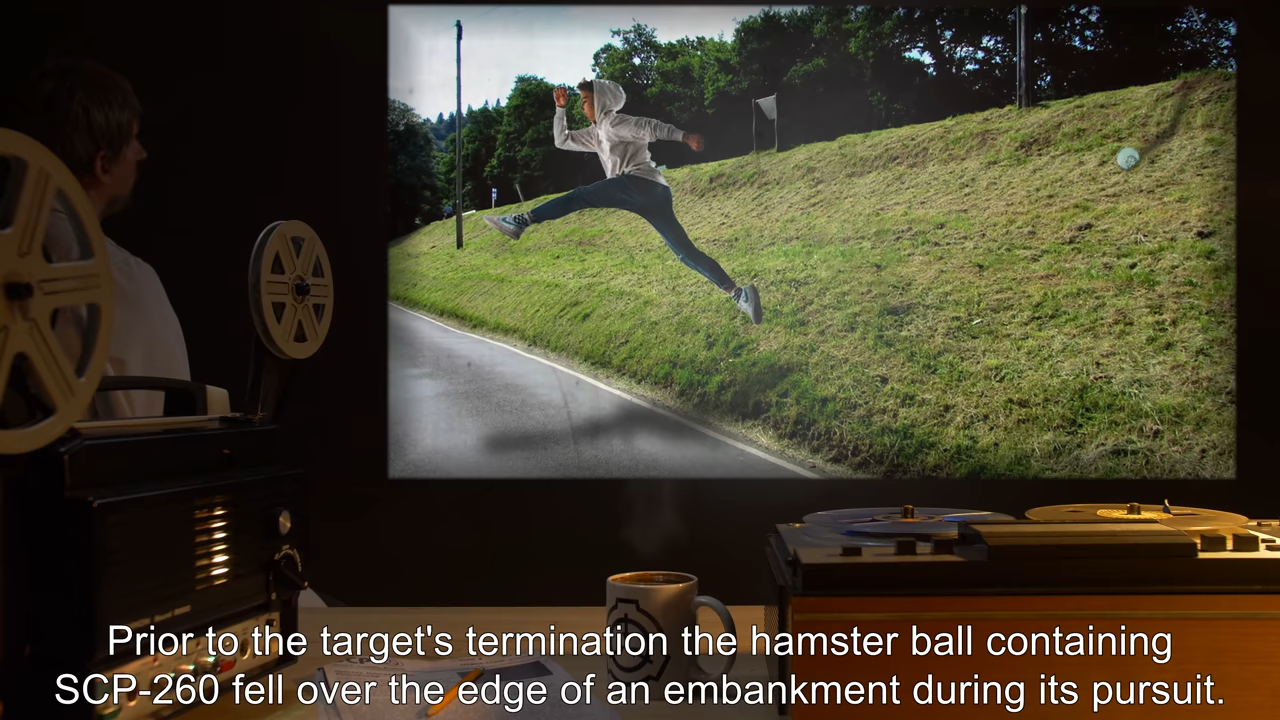 Prior to the target's termination the hamster ball containing
SCP-260 fell over the edge of an embankment during its pursuit.